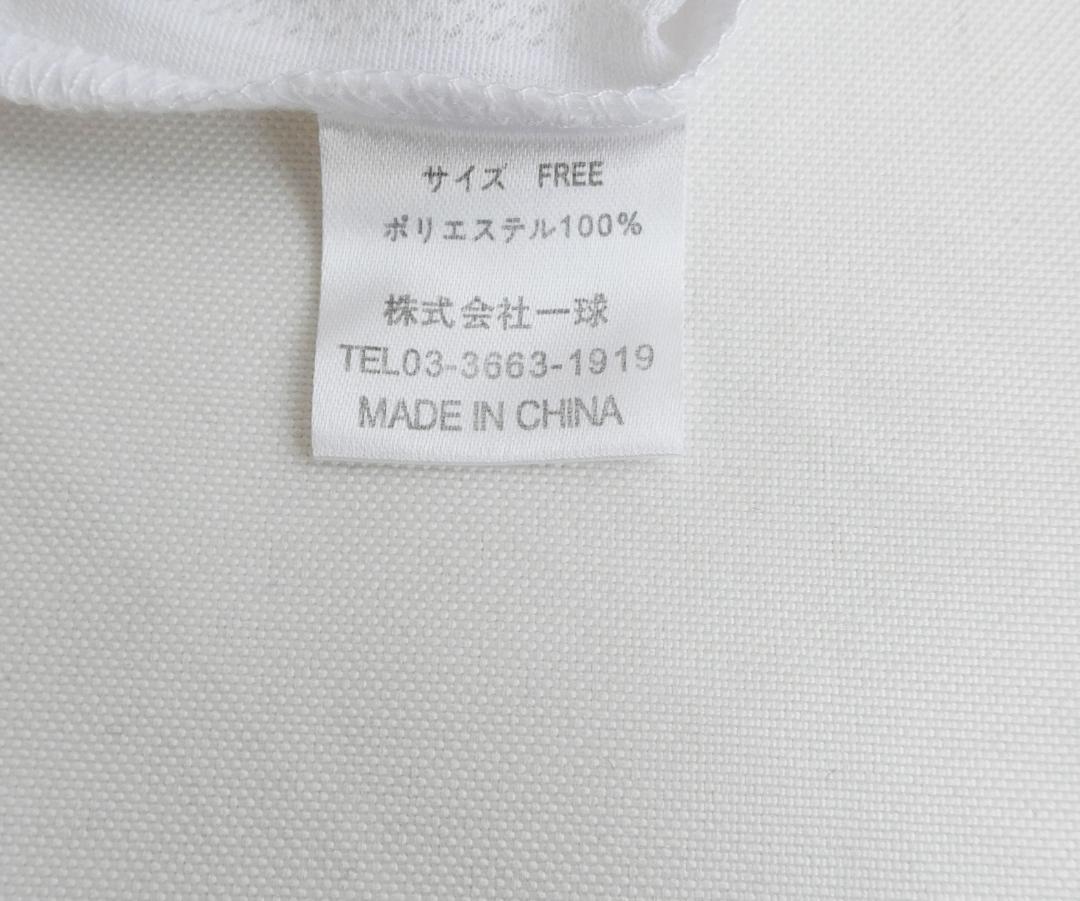 サイズ　FREE
ポリエステル100%
株式会社一球
TEL03-3663-1919
MADE IN CHINA